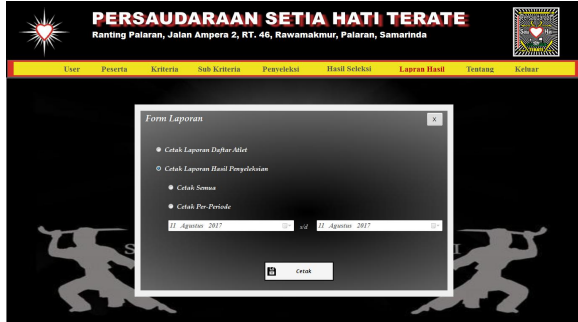 PERSAUDARAAN SETIA HATI TERATE
Ranting Palaran, Jalan Ampera 2, RT. 46, Rawamakmur, Palaran, Samarinda
User Peserta Kriteria Sub Kriteria Penyeleksi Hasil Seleksi Lapran Hasil Tentang Keluar
Form Laporan X
Cetak Laporan Daftar Atlet
Cetak Laporan Hasil Penyeleksian
Cetak Semua
Cetak Per-Periode
11 Agustus 2017 s/d 11 Agustus 2017
Cetak